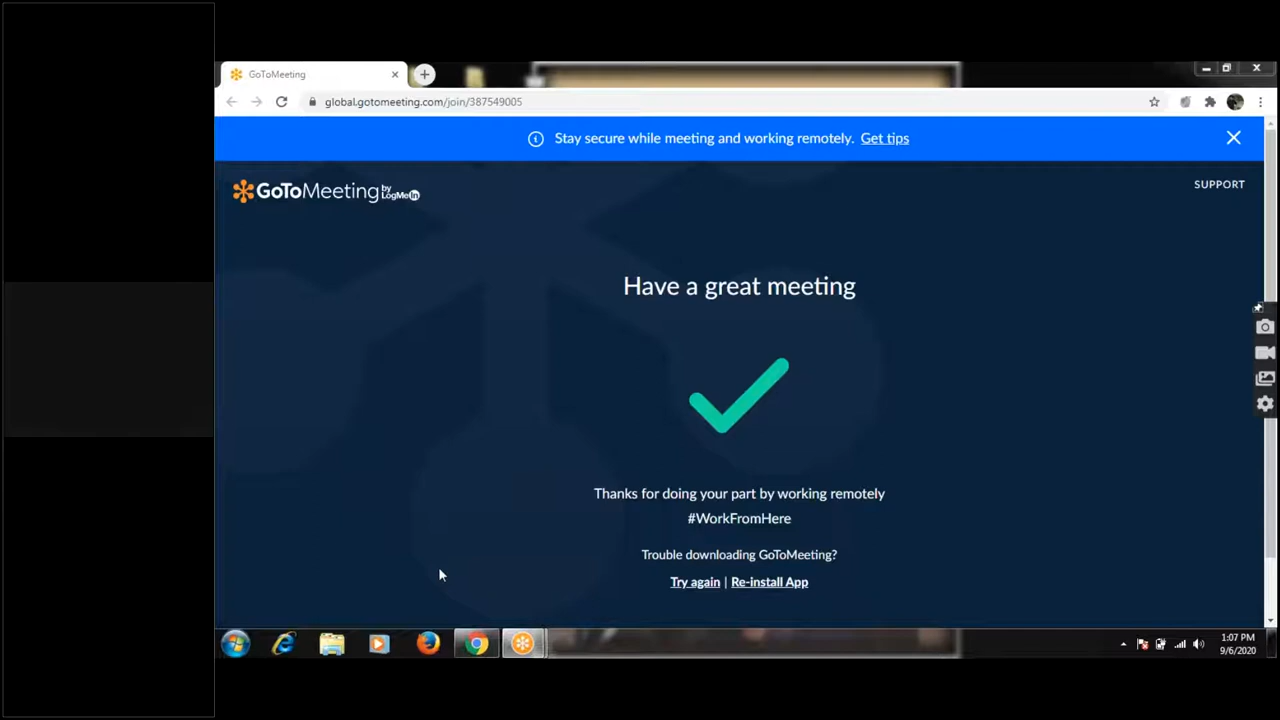 GoToMeeting
global.gotomeeting.com/join/387549005
Stay secure while meeting and working remotely. Get tips
GoToMeeting by LogMeIn
SUPPORT
Have a great meeting
Thanks for doing your part by working remotely
#WorkFromHere
Trouble downloading GoToMeeting?
Try again | Re-install App
1:07 PM
9/6/2020